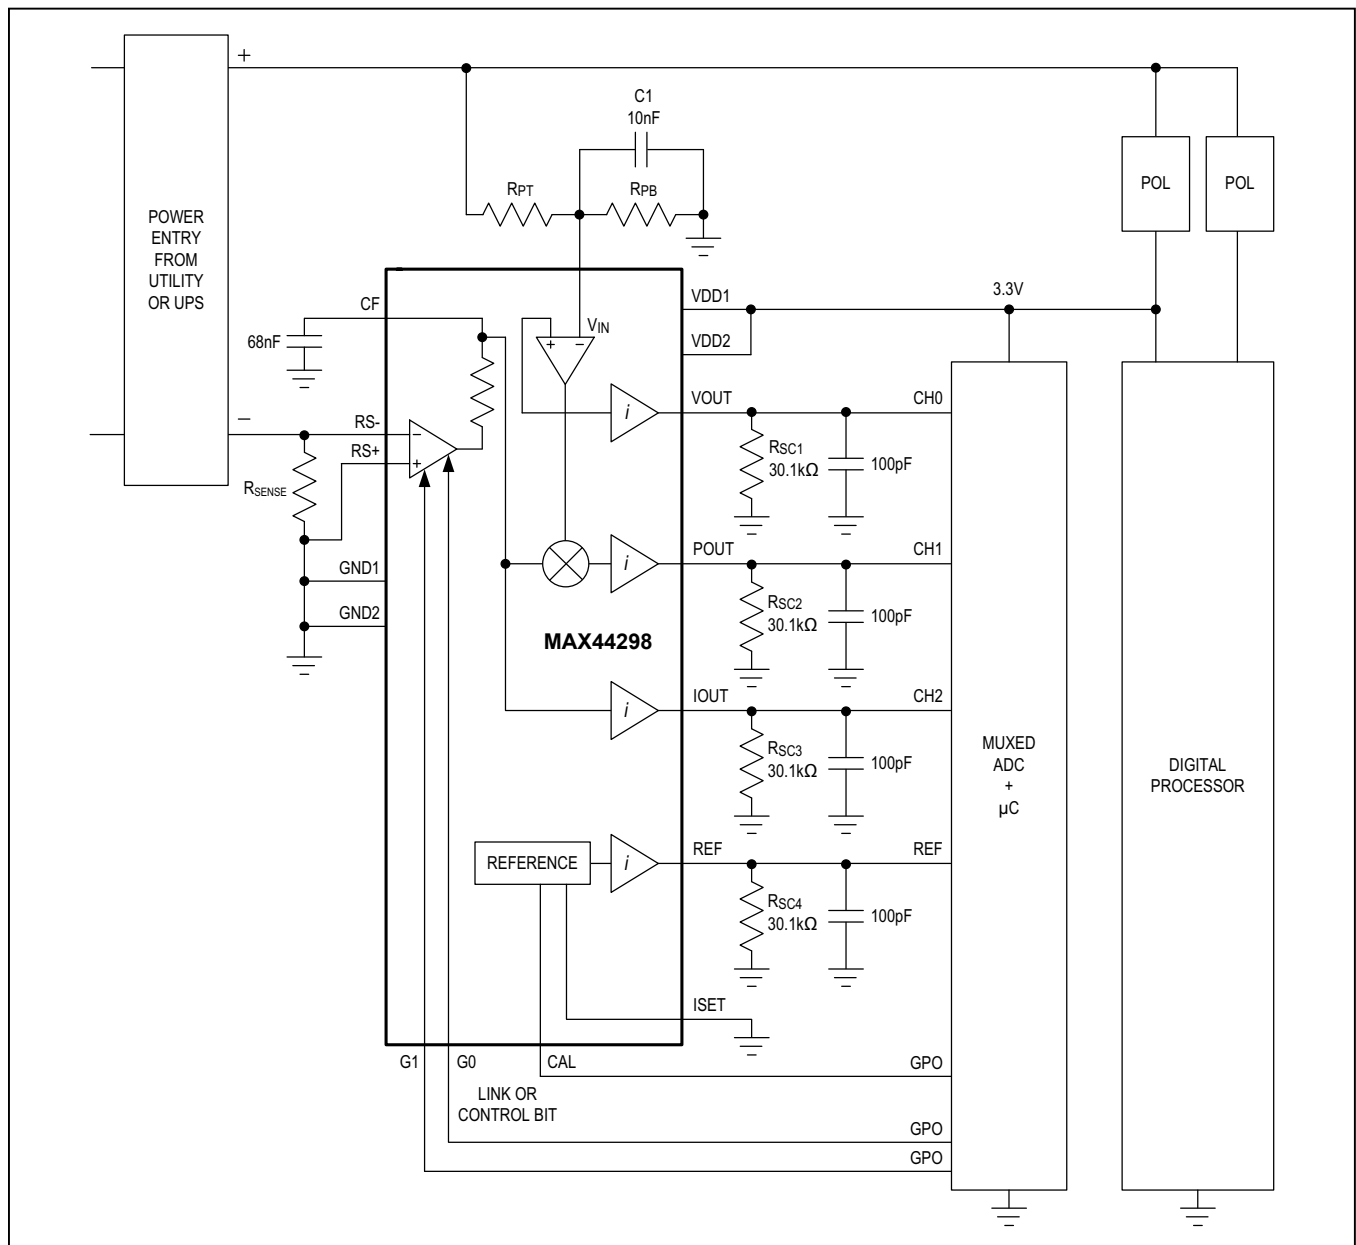 +
C1
10nF
RPT
RPB
POL
POL
POWER
ENTRY
FROM
UTILITY
OR UPS
CF
VDD1
3.3V
68nF
VIN
+
−
VDD2
−
RS-
−
i
VOUT
CH0
RS+
+
RSC1
30.1kΩ
100pF
RSENSE
POUT
CH1
i
GND1
RSC2
30.1kΩ
100pF
GND2
MAX44298
IOUT
CH2
i
RSC3
30.1kΩ
100pF
MUXED
ADC
+
µC
DIGITAL
PROCESSOR
REFERENCE
i
REF
REF
RSC4
30.1kΩ
100pF
ISET
G1
G0
CAL
GPO
LINK OR
CONTROL BIT
GPO
GPO